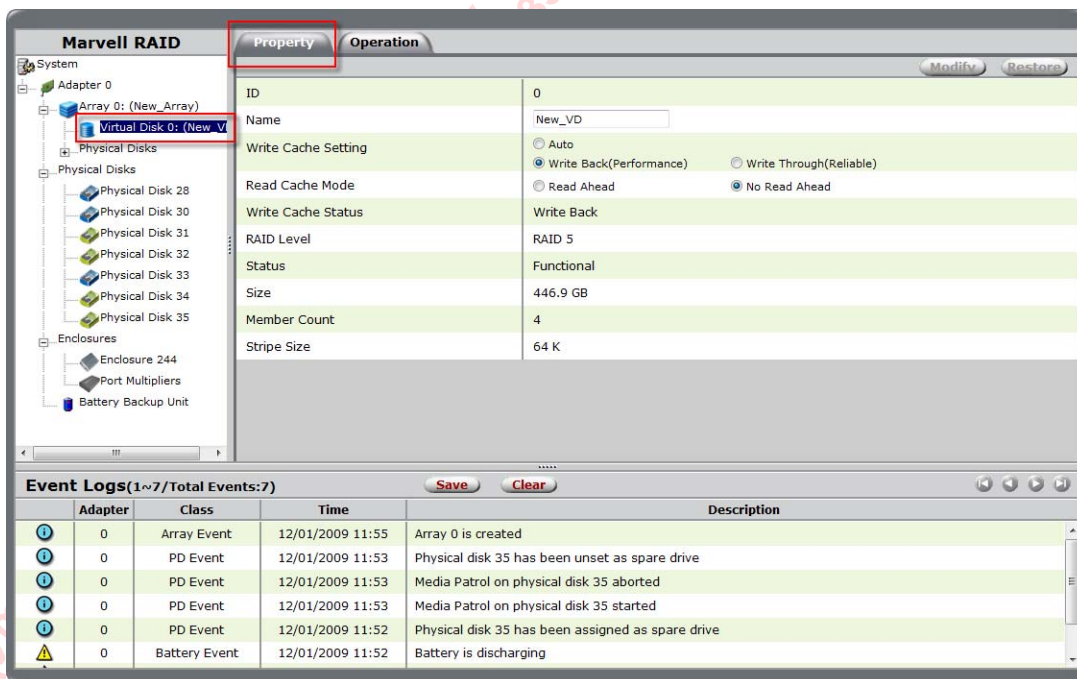 Marvell RAID
Property
Operation
Modify
Restore
System
Adapter 0
Array 0: (New_Array)
Virtual Disk 0: (New_V
Physical Disks
Physical Disks
Physical Disk 28
Physical Disk 30
Physical Disk 31
Physical Disk 32
Physical Disk 33
Physical Disk 34
Physical Disk 35
Enclosures
Enclosure 244
Port Multipliers
Battery Backup Unit
ID 0
Name New_VD
Write Cache Setting Auto
Write Back(Performance) Write Through(Reliable)
Read Cache Mode Read Ahead No Read Ahead
Write Cache Status Write Back
RAID Level RAID 5
Status Functional
Size 446.9 GB
Member Count 4
Stripe Size 64 K
Event Logs(1~7/Total Events:7) Save Clear
Adapter Class Time Description
0 Array Event 12/01/2009 11:55 Array 0 is created
0 PD Event 12/01/2009 11:53 Physical disk 35 has been unset as spare drive
0 PD Event 12/01/2009 11:53 Media Patrol on physical disk 35 aborted
0 PD Event 12/01/2009 11:53 Media Patrol on physical disk 35 started
0 PD Event 12/01/2009 11:52 Physical disk 35 has been assigned as spare drive
0 Battery Event 12/01/2009 11:52 Battery is discharging